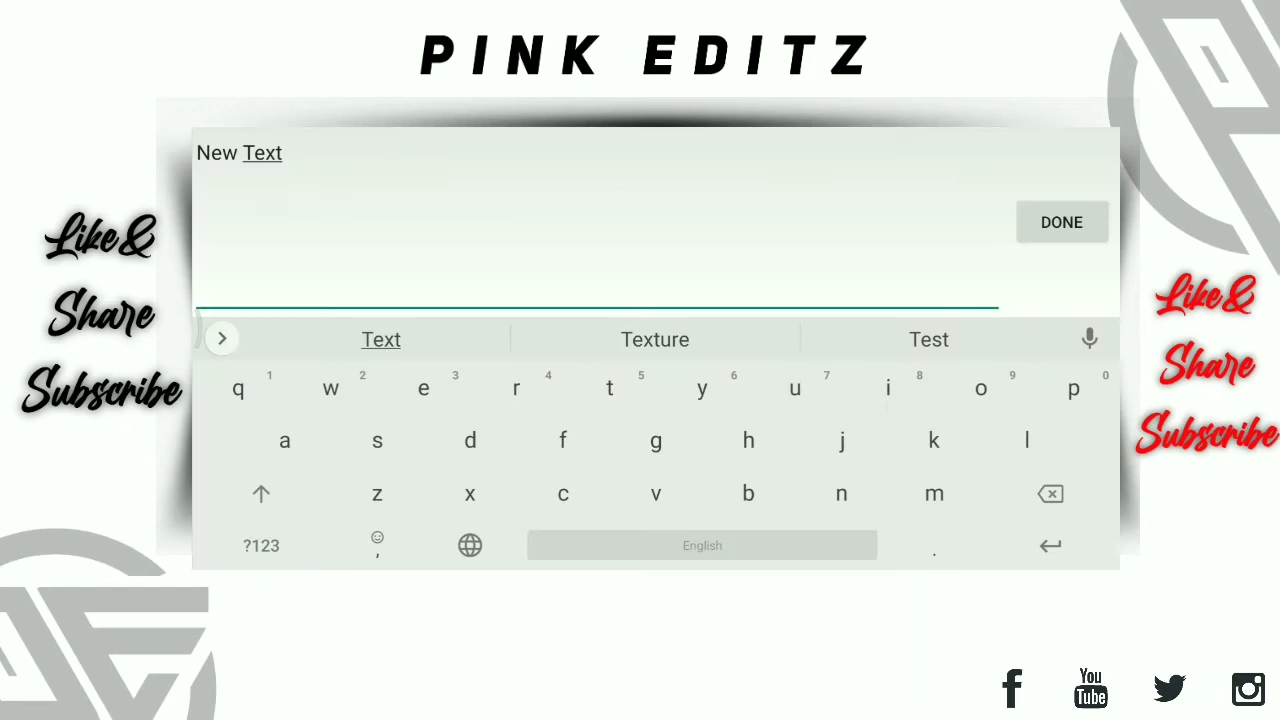 PINK EDITZ
New Text
DONE
Like &
Share
Subscribe
Like &
Share
Subscribe
Text Texture Test
q 1 w 2 e 3 r 4 t 5 y 6 u 7 i 8 o 9 p 0
a s d f g h j k l
z x c v b n m
?123 , English .
f You Tube